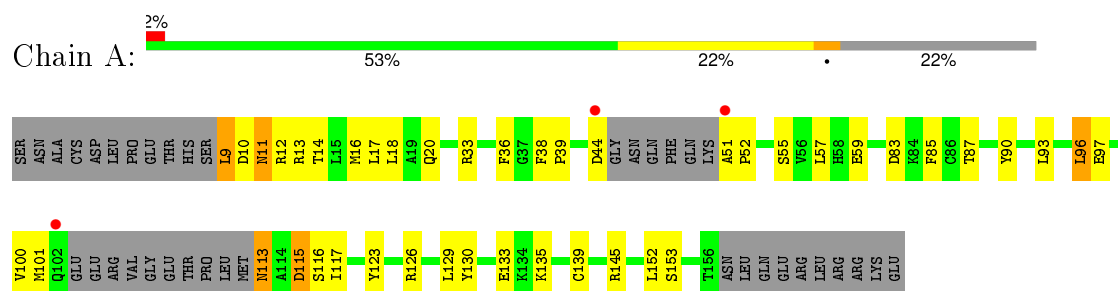 2%
Chain A:
53% 22% • 22%
SER ASN ALA CYS ASP LEU PRO GLU THR HIS SER L9 D10 N11 R12 R13 T14 L15 M16 L17 L18 A19 Q20 R33 F36 G37 F38 P39 D44 GLY ASN GLN PHE GLN LYS A51 P52 S55 V56 L57 H58 E59 D83 K84 F85 C86 T87 Y90 L93 L96 E97
V100 M101 Q102 GLU GLU ARG VAL GLY GLU THR PRO LEU MET N113 A114 D115 S116 I117 Y123 R126 L129 Y130 E133 K134 K135 C139 R145 L152 S153 T156 ASN LEU GLN GLU ARG LEU ARG ARG LYS GLU